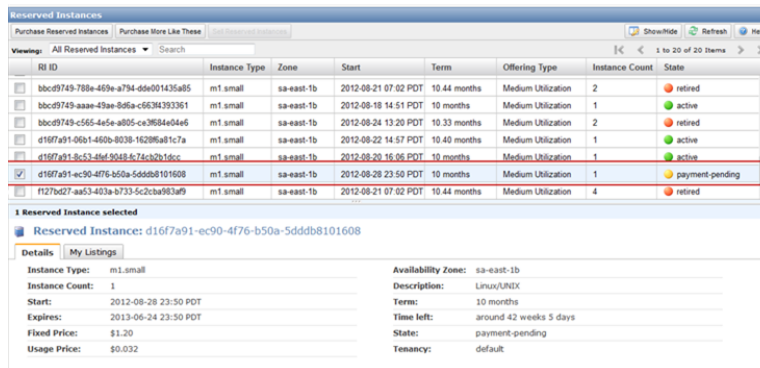 Reserved Instances
Purchase Reserved Instances Purchase More Like These Sell Reserved Instances Show/Hide Refresh He
Viewing: All Reserved Instances Search 1 to 20 of 20 Items
RI ID Instance Type Zone Start Term Offering Type Instance Count State
bbcd9749-788e-469e-a794-dde001435a85 m1.small sa-east-1b 2012-08-21 07:02 PDT 10.44 months Medium Utilization 2 retired
bbcd9749-aaae-49ae-8d6a-c663f4393361 m1.small sa-east-1b 2012-08-18 14:51 PDT 10 months Medium Utilization 1 active
bbcd9749-c565-4e5e-a805-ce3f684e04e6 m1.small sa-east-1b 2012-08-24 13:20 PDT 10.33 months Medium Utilization 2 retired
d16f7a91-06b1-460b-8038-1628f6a81c7a m1.small sa-east-1b 2012-08-22 14:57 PDT 10.40 months Medium Utilization 1 active
d16f7a91-8c53-4fef-9048-fc74cb2b1dcc m1.small sa-east-1b 2012-08-20 16:06 PDT 10 months Medium Utilization 1 active
d16f7a91-ec90-4f76-b50a-5dddb8101608 m1.small sa-east-1b 2012-08-28 23:50 PDT 10 months Medium Utilization 1 payment-pending
f127bd27-aa53-403a-b733-5c2cba983af9 m1.small sa-east-1b 2012-08-21 07:02 PDT 10.44 months Medium Utilization 4 retired
1 Reserved Instance selected
Reserved Instance: d16f7a91-ec90-4f76-b50a-5dddb8101608
Details My Listings
Instance Type: m1.small Availability Zone: sa-east-1b
Instance Count: 1 Description: Linux/UNIX
Start: 2012-08-28 23:50 PDT Term: 10 months
Expires: 2013-06-24 23:50 PDT Time left: around 42 weeks 5 days
Fixed Price: $1.20 State: payment-pending
Usage Price: $0.032 Tenancy: default